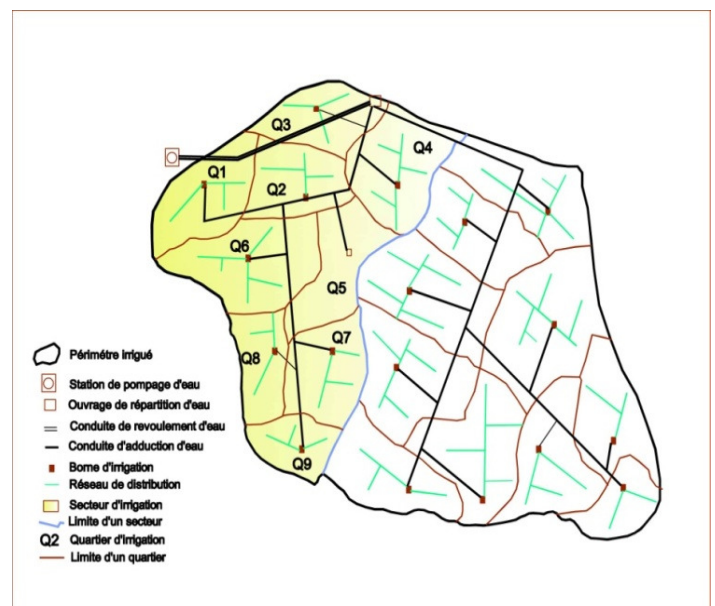 Q3
Q4
Q1
Q2
Q6
Q5
Q7
Q8
Q9
Périmétre irrigué
Station de pompage d'eau
Ouvrage de répartition d'eau
Conduite de revoulement d'eau
Conduite d'adduction d'eau
Borne d'irrigation
Réseau de distribution
Secteur d'irrigation
Limite d'un secteur
Q2 Quartier d'irrigation
Limite d'un quartier